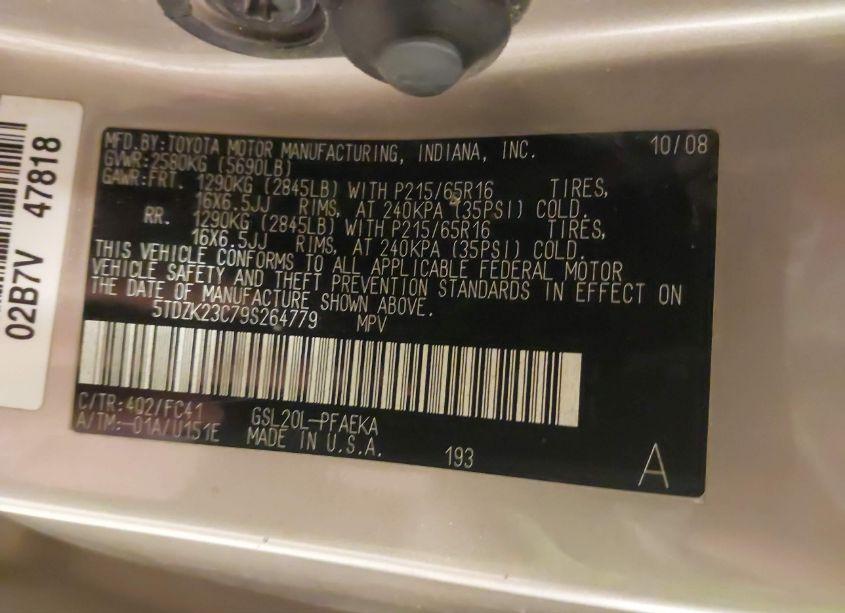 MFD.BY:TOYOTA MOTOR MANUFACTURING, INDIANA, INC. 10/08
GVWR:2580KG (5690LB)
GAWR:FRT. 1290KG (2845LB) WITH P215/65R16 TIRES,
16X6.5JJ RIMS, AT 240KPA (35PSI) COLD.
RR. 1290KG (2845LB) WITH P215/65R16 TIRES,
16X6.5JJ RIMS, AT 240KPA (35PSI) COLD.
THIS VEHICLE CONFORMS TO ALL APPLICABLE FEDERAL MOTOR
VEHICLE SAFETY AND THEFT PREVENTION STANDARDS IN EFFECT ON
THE DATE OF MANUFACTURE SHOWN ABOVE.
5TDZK23C79S264779 MPV
C/TR:402/FC41 GSL20L-PFAEKA
A/TM:-01A/U151E MADE IN U.S.A. 193 A
02B7V 47818